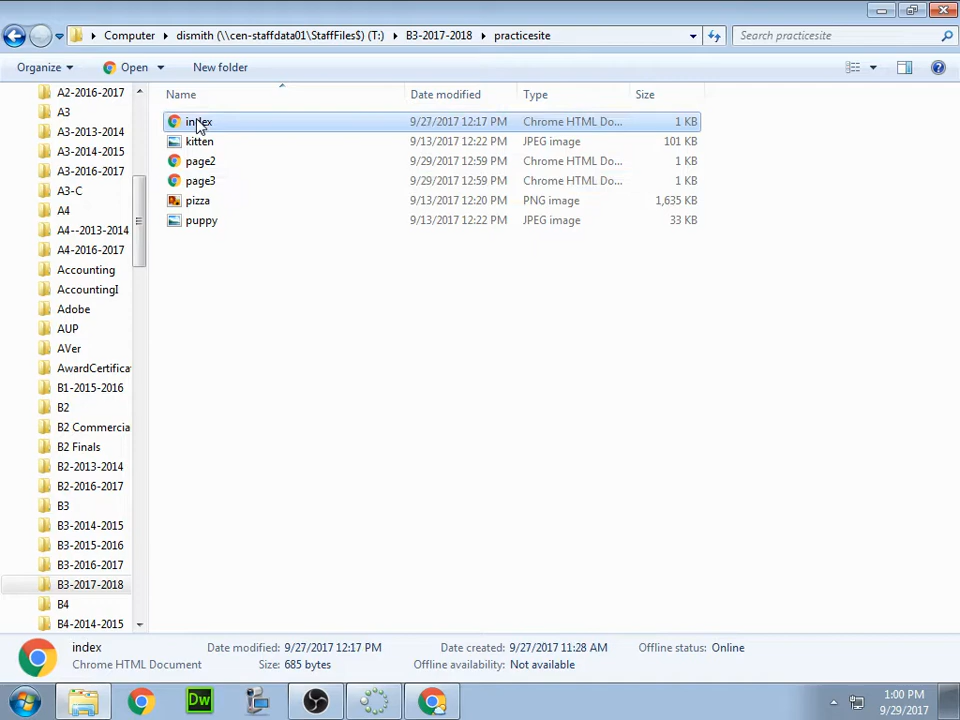 Computer dismith (\\cen-staffdata01\StaffFiles$) (T:) B3-2017-2018 practicesite Search practicesite
Organize Open New folder
Name Date modified Type Size
index 9/27/2017 12:17 PM Chrome HTML Do... 1 KB
kitten 9/13/2017 12:22 PM JPEG image 101 KB
page2 9/29/2017 12:59 PM Chrome HTML Do... 1 KB
page3 9/29/2017 12:59 PM Chrome HTML Do... 1 KB
pizza 9/13/2017 12:20 PM PNG image 1,635 KB
puppy 9/13/2017 12:22 PM JPEG image 33 KB
A2-2016-2017
A3
A3-2013-2014
A3-2014-2015
A3-2016-2017
A3-C
A4
A4--2013-2014
A4-2016-2017
Accounting
AccountingI
Adobe
AUP
AVer
AwardCertifica
B1-2015-2016
B2
B2 Commercia
B2 Finals
B2-2013-2014
B2-2016-2017
B3
B3-2014-2015
B3-2015-2016
B3-2016-2017
B3-2017-2018
B4
B4-2014-2015
index Date modified: 9/27/2017 12:17 PM Date created: 9/27/2017 11:28 AM Offline status: Online
Chrome HTML Document Size: 685 bytes Offline availability: Not available
Dw
1:00 PM
9/29/2017